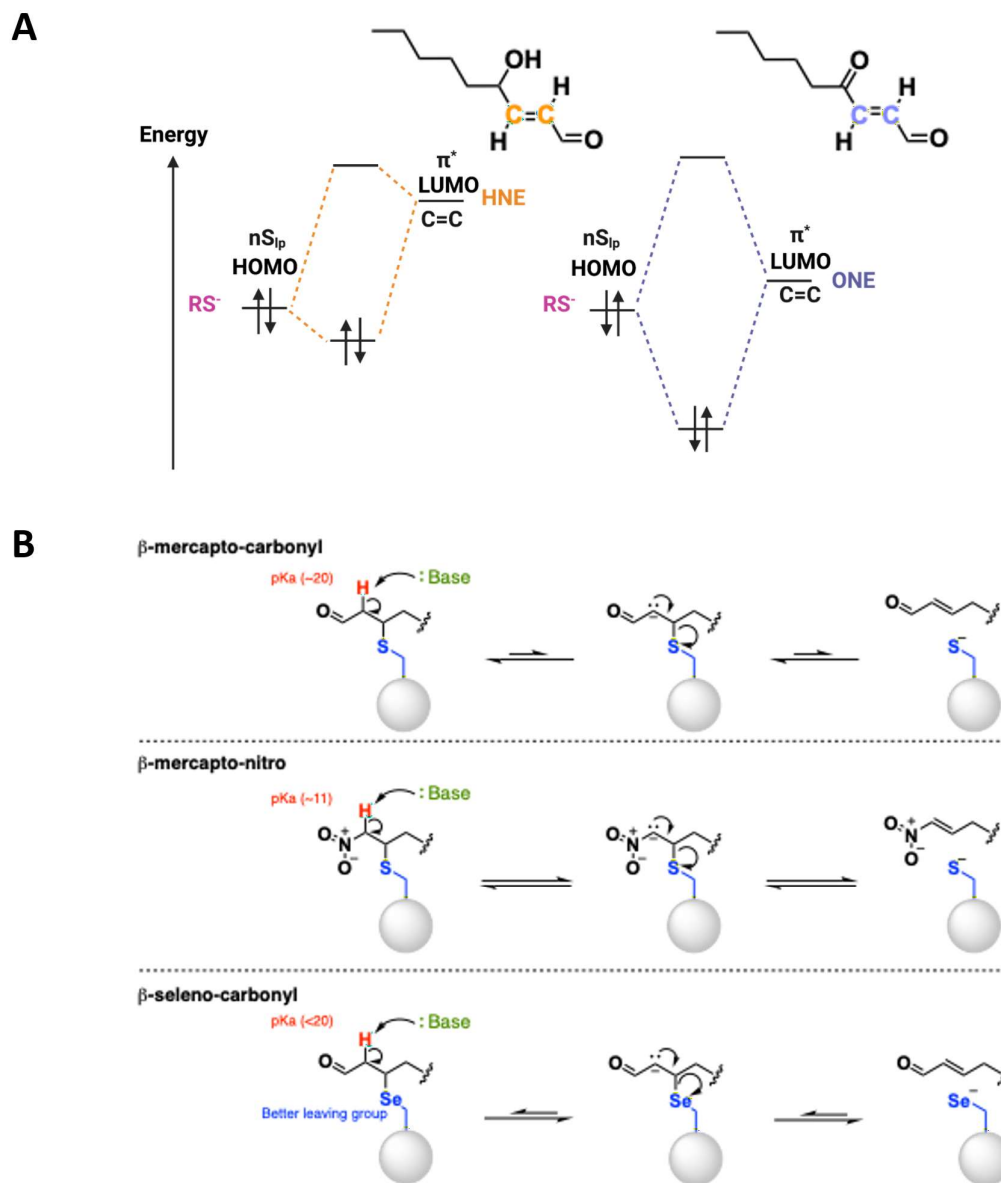 A
OH
H
C=C
H
O
O
H
C=C
H
O
Energy
π*
LUMO
C=C
HNE
nSlp
HOMO
RS-
nSlp
HOMO
RS-
π*
LUMO
C=C
ONE
B
β-mercapto-carbonyl
pKa (~20)
H
:Base
O
S
O
S
O
S−
β-mercapto-nitro
pKa (~11)
H
:Base
O N+ O−
S
O N+ O−
S
O N+ O−
S−
β-seleno-carbonyl
pKa (<20)
H
:Base
O
Se
Better leaving group
O
Se
O
Se−